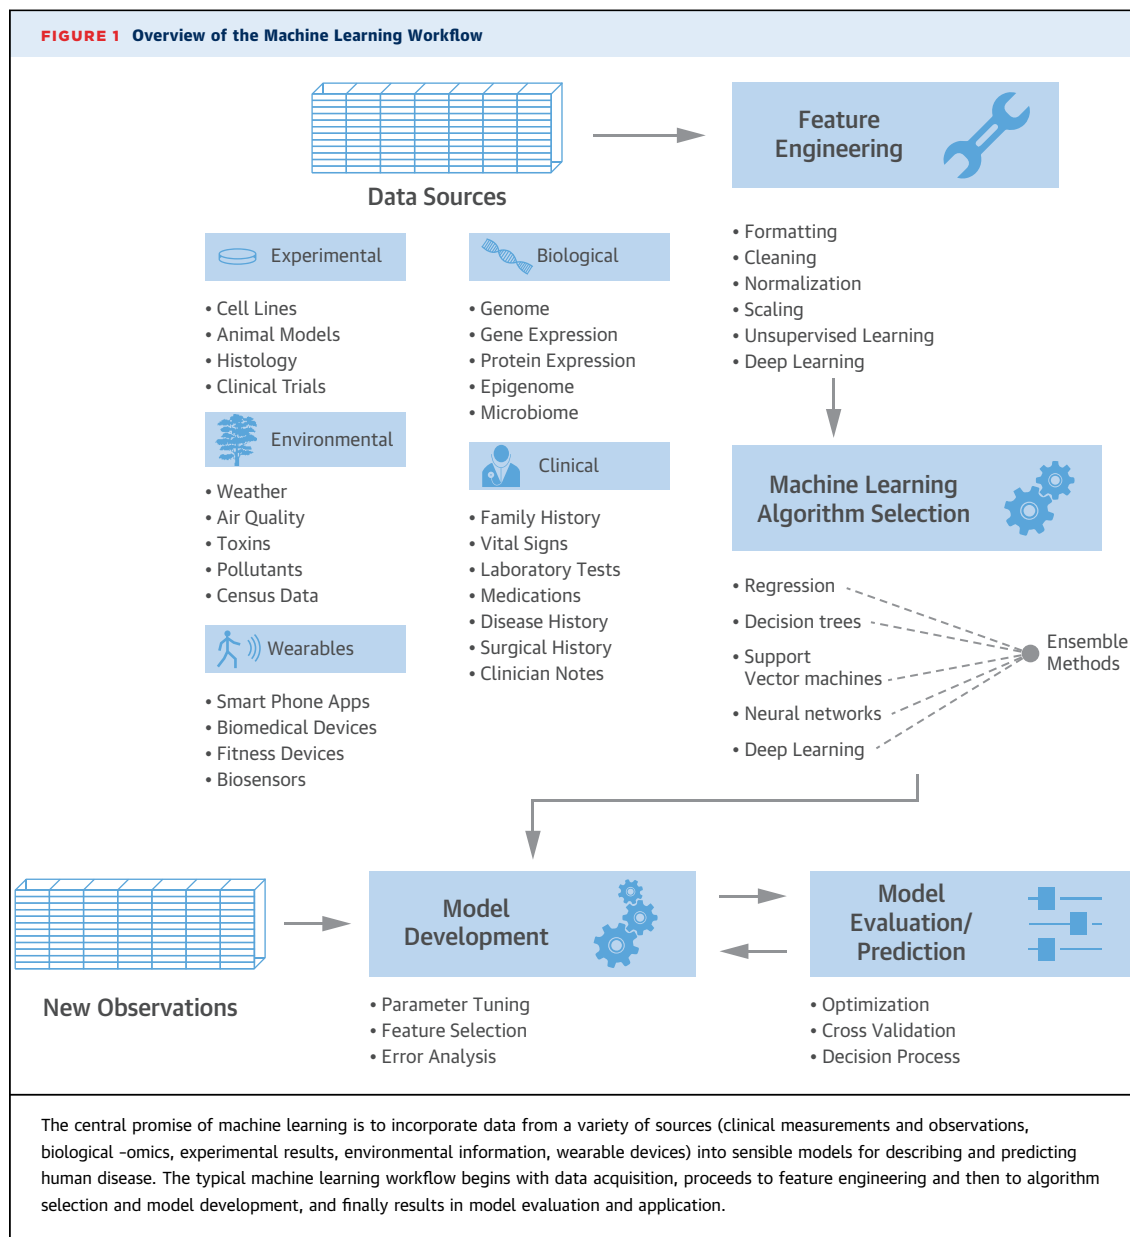 FIGURE 1 Overview of the Machine Learning Workflow
Data Sources
Experimental
• Cell Lines
• Animal Models
• Histology
• Clinical Trials
Environmental
• Weather
• Air Quality
• Toxins
• Pollutants
• Census Data
Wearables
• Smart Phone Apps
• Biomedical Devices
• Fitness Devices
• Biosensors
Biological
• Genome
• Gene Expression
• Protein Expression
• Epigenome
• Microbiome
Clinical
• Family History
• Vital Signs
• Laboratory Tests
• Medications
• Disease History
• Surgical History
• Clinician Notes
Feature
Engineering
• Formatting
• Cleaning
• Normalization
• Scaling
• Unsupervised Learning
• Deep Learning
Machine Learning
Algorithm Selection
• Regression
• Decision trees
• Support
Vector machines
• Neural networks
• Deep Learning
Ensemble
Methods
New Observations
Model
Development
• Parameter Tuning
• Feature Selection
• Error Analysis
Model
Evaluation/
Prediction
• Optimization
• Cross Validation
• Decision Process
The central promise of machine learning is to incorporate data from a variety of sources (clinical measurements and observations,
biological -omics, experimental results, environmental information, wearable devices) into sensible models for describing and predicting
human disease. The typical machine learning workflow begins with data acquisition, proceeds to feature engineering and then to algorithm
selection and model development, and finally results in model evaluation and application.